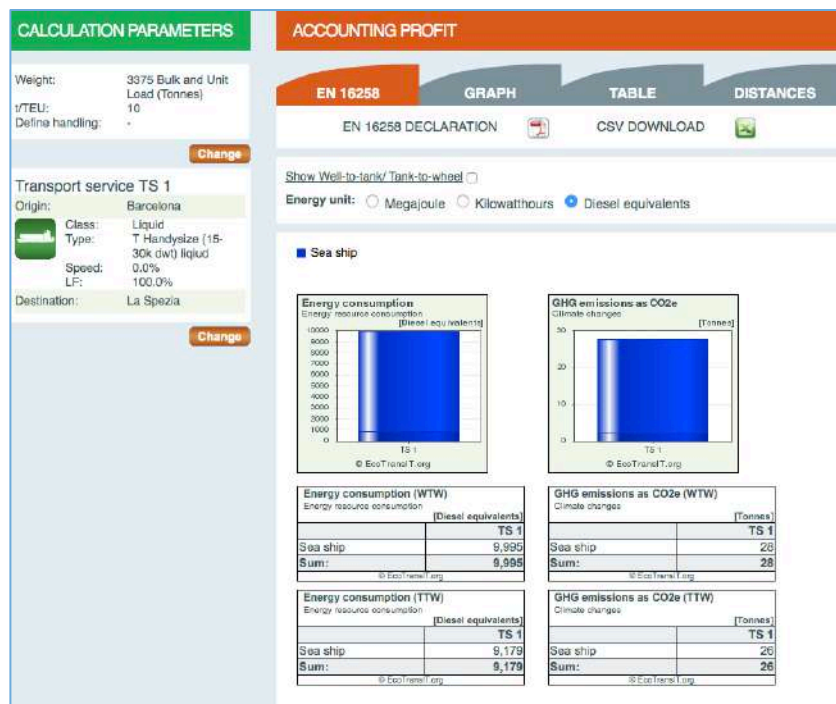 CALCULATION PARAMETERS
Weight: 3375 Bulk and Unit
Load (Tonnes)
t/TEU: 10
Define handling: -
Change
Transport service TS 1
Origin: Barcelona
Class: Liquid
Type: T Handysize (15-
30k dwt) liqiud
Speed: 0.0%
LF: 100.0%
Destination: La Spezia
Change
ACCOUNTING PROFIT
EN 16258 GRAPH TABLE DISTANCES
EN 16258 DECLARATION CSV DOWNLOAD
Show Well-to-tank/ Tank-to-wheel
Energy unit: Megajoule Kilowatthours Diesel equivalents
Sea ship
Energy consumption
Energy resource consumption
[Diesel equivalents]
10000
9000
8000
7000
6000
5000
4000
3000
2000
1000
0
TS 1
© EcoTransIT.org
GHG emissions as CO2e
Climate changes
[Tonnes]
30
20
10
0
TS 1
© EcoTransIT.org
Energy consumption (WTW)
Energy resource consumption
[Diesel equivalents]
TS 1
Sea ship 9,995
Sum: 9,995
© EcoTransIT.org
GHG emissions as CO2e (WTW)
Climate changes
[Tonnes]
TS 1
Sea ship 28
Sum: 28
© EcoTransIT.org
Energy consumption (TTW)
Energy resource consumption
[Diesel equivalents]
TS 1
Sea ship 9,179
Sum: 9,179
© EcoTransIT.org
GHG emissions as CO2e (TTW)
Climate changes
[Tonnes]
TS 1
Sea ship 26
Sum: 26
© EcoTransIT.org